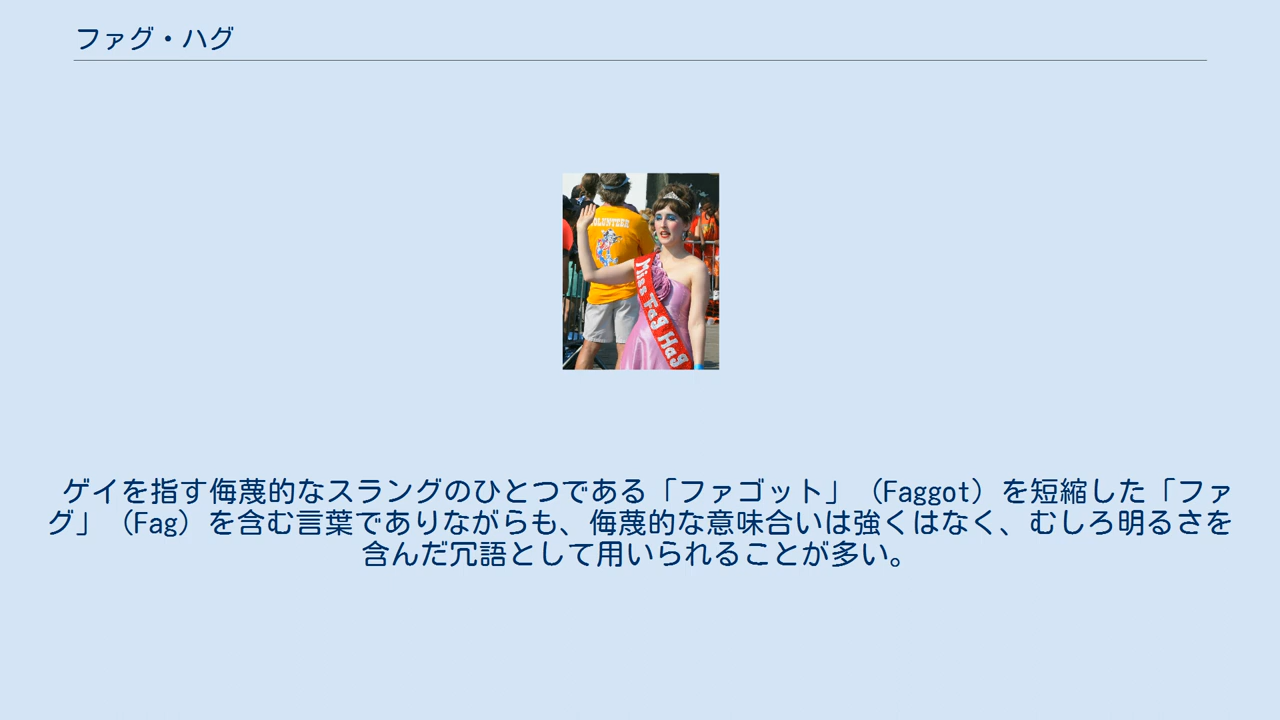 ファグ・ハグ
VOLUNTEER
Miss Fag Hag
ゲイを指す侮蔑的なスラングのひとつである「ファゴット」（Faggot）を短縮した「ファ
グ」（Fag）を含む言葉でありながらも、侮蔑的な意味合いは強くはなく、むしろ明るさを
含んだ冗語として用いられることが多い。